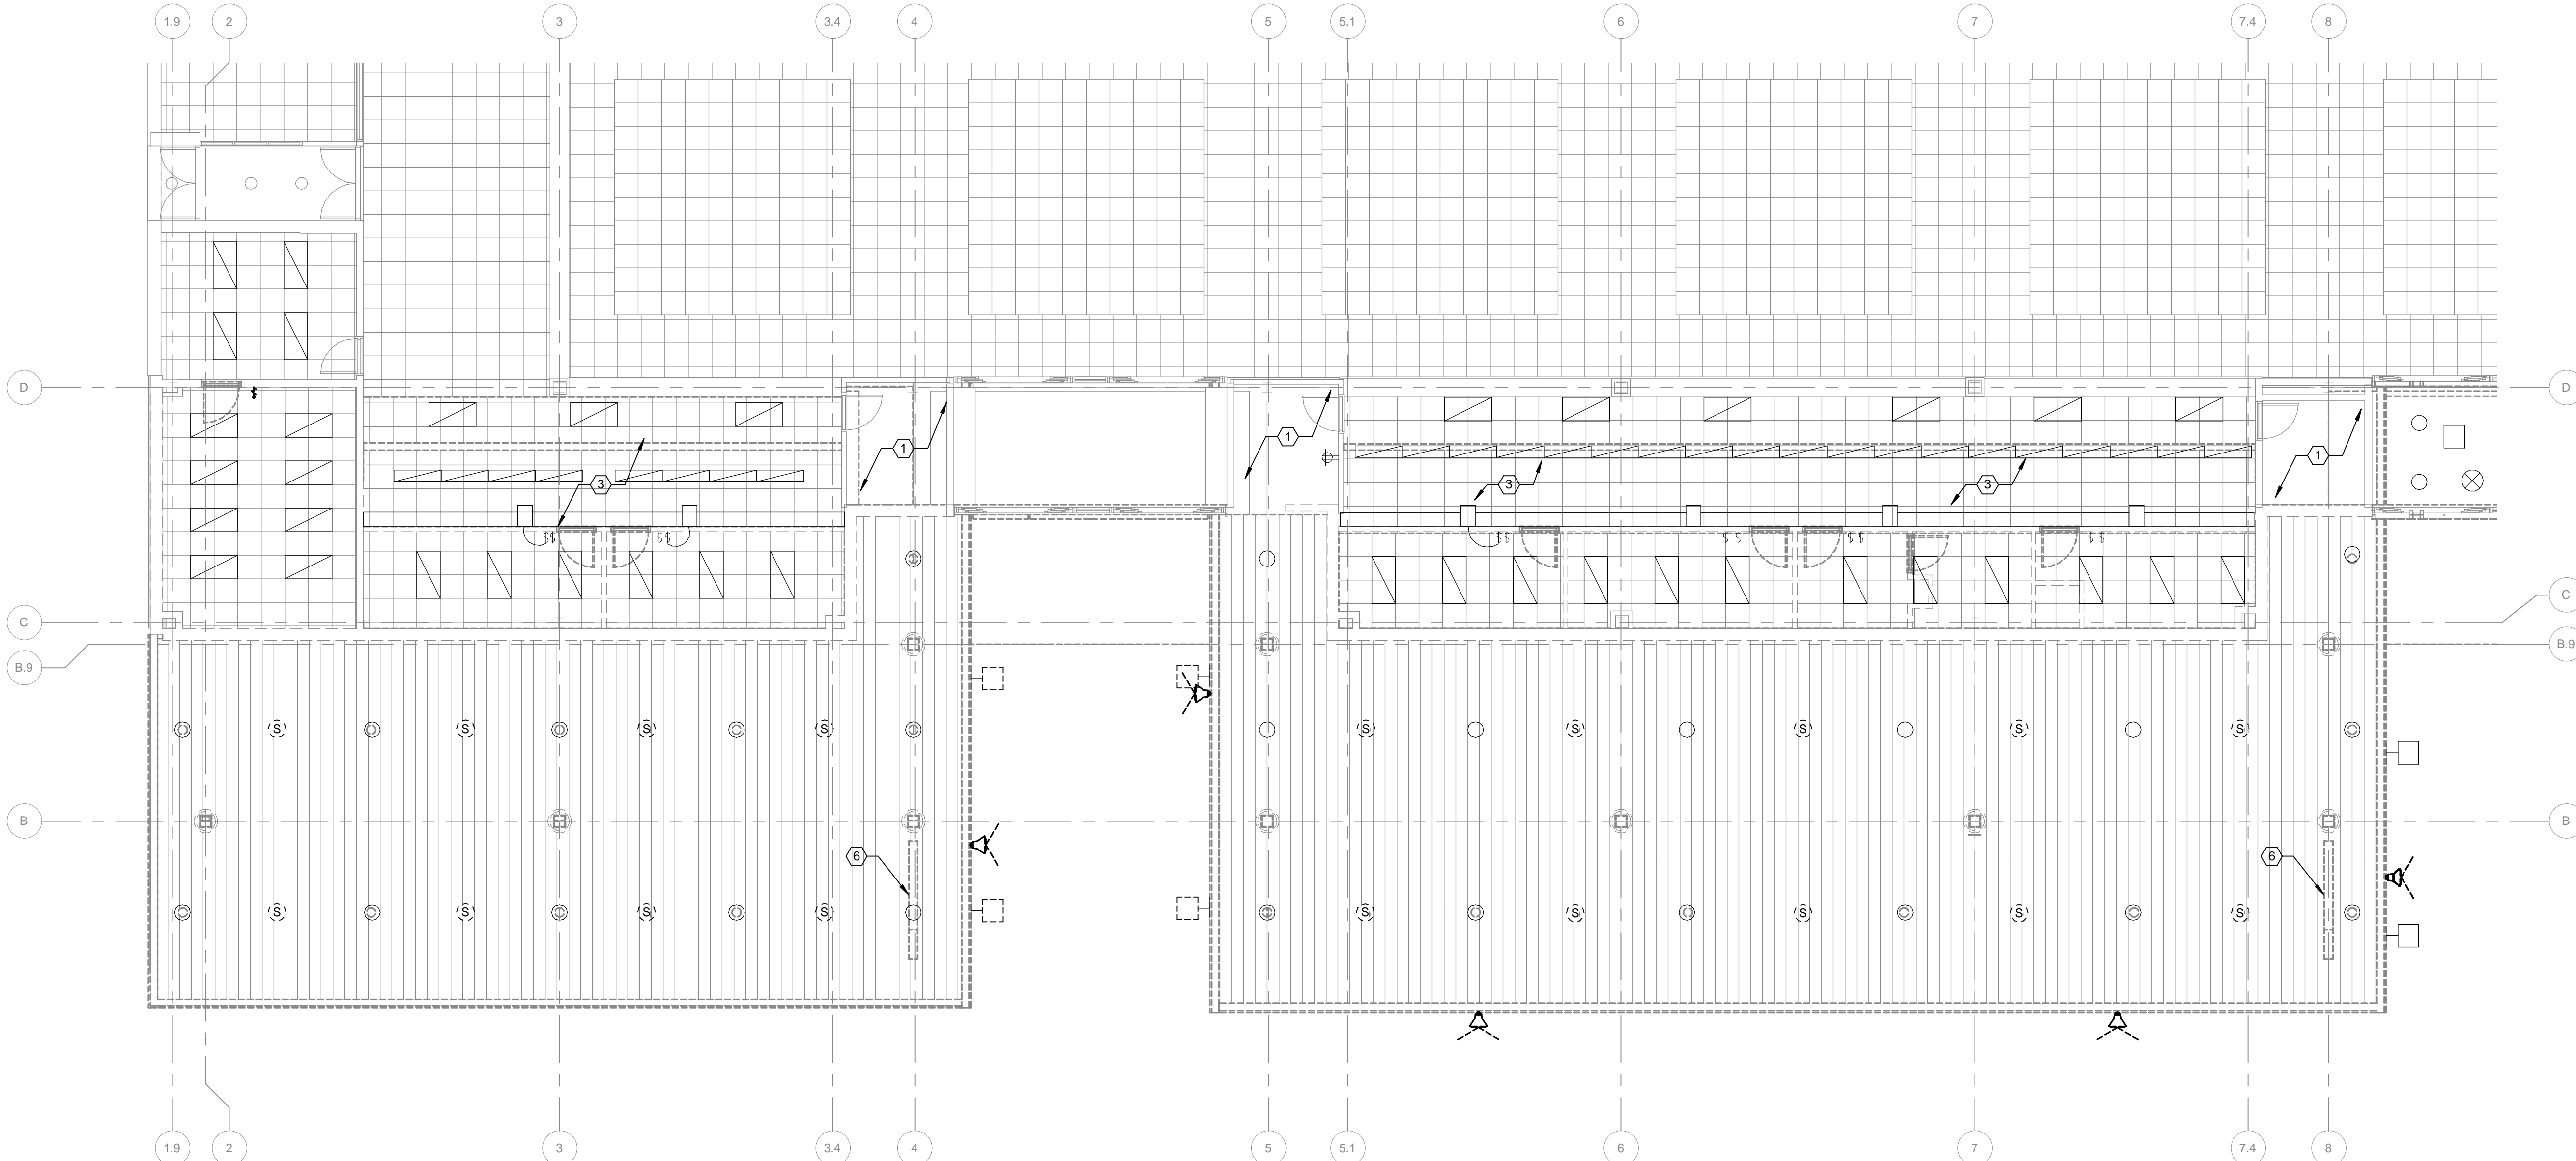 1.9 2 3 3.4 4 5 5.1 6 7 7.4 8
D D
1 1 1
3 3 3
$ $ $ $ $ $ $ $ $ $ $ $
C C
B.9 B.9
S S S S S S S S S
B B
6 6
S S S S S S S S S
1.9 2 3 3.4 4 5 5.1 6 7 7.4 8